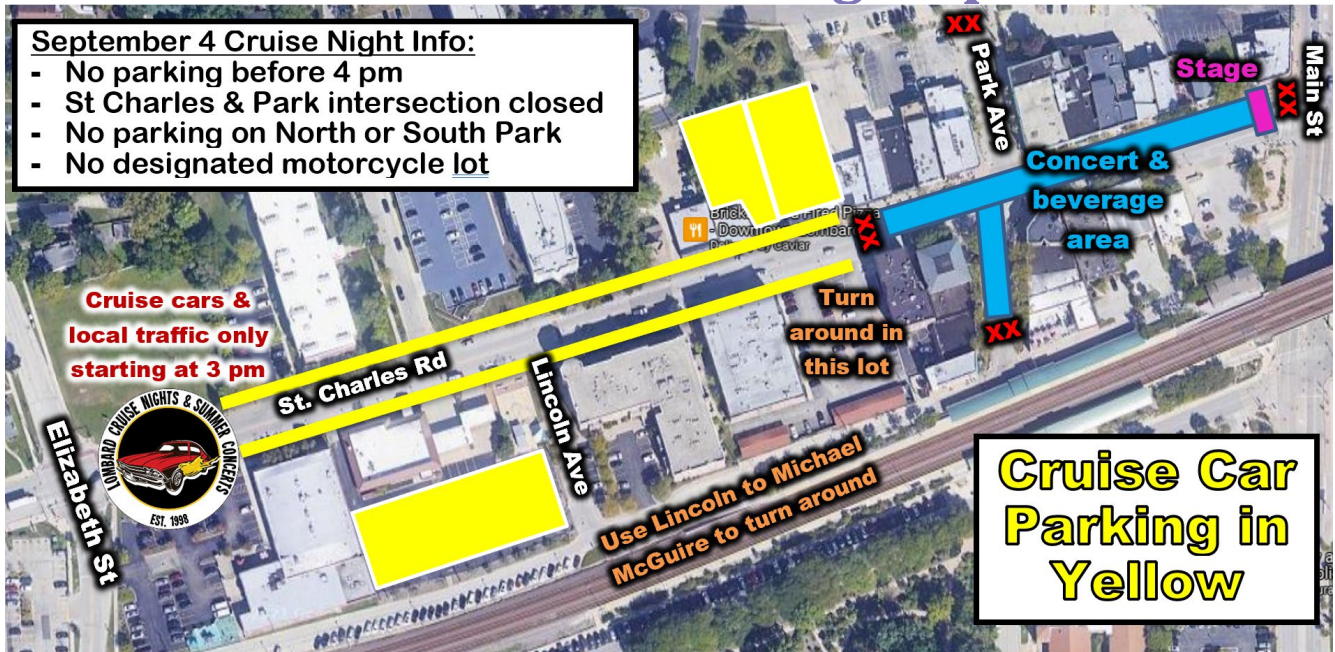 September 4 Cruise Night Info:
- No parking before 4 pm
- St Charles & Park intersection closed
- No parking on North or South Park
- No designated motorcycle lot
XX
Park Ave
Stage
XX
Main St
Concert &
beverage
area
XX
XX
- Downtown
Delivery by Caviar
Turn
around in
this lot
Cruise cars &
local traffic only
starting at 3 pm
St. Charles Rd
Lincoln Ave
LOMBARD CRUISE NIGHTS & SUMMER CONCERTS
EST. 1998
Elizabeth St
Use Lincoln to Michael
McGuire to turn around
Cruise Car
Parking in
Yellow